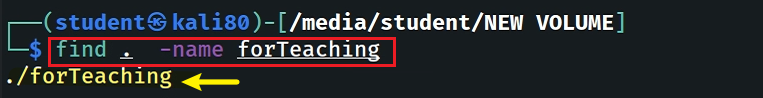 ┌──(student㉿kali80)-[/media/student/NEW VOLUME]
└─$ find . -name forTeaching
./forTeaching